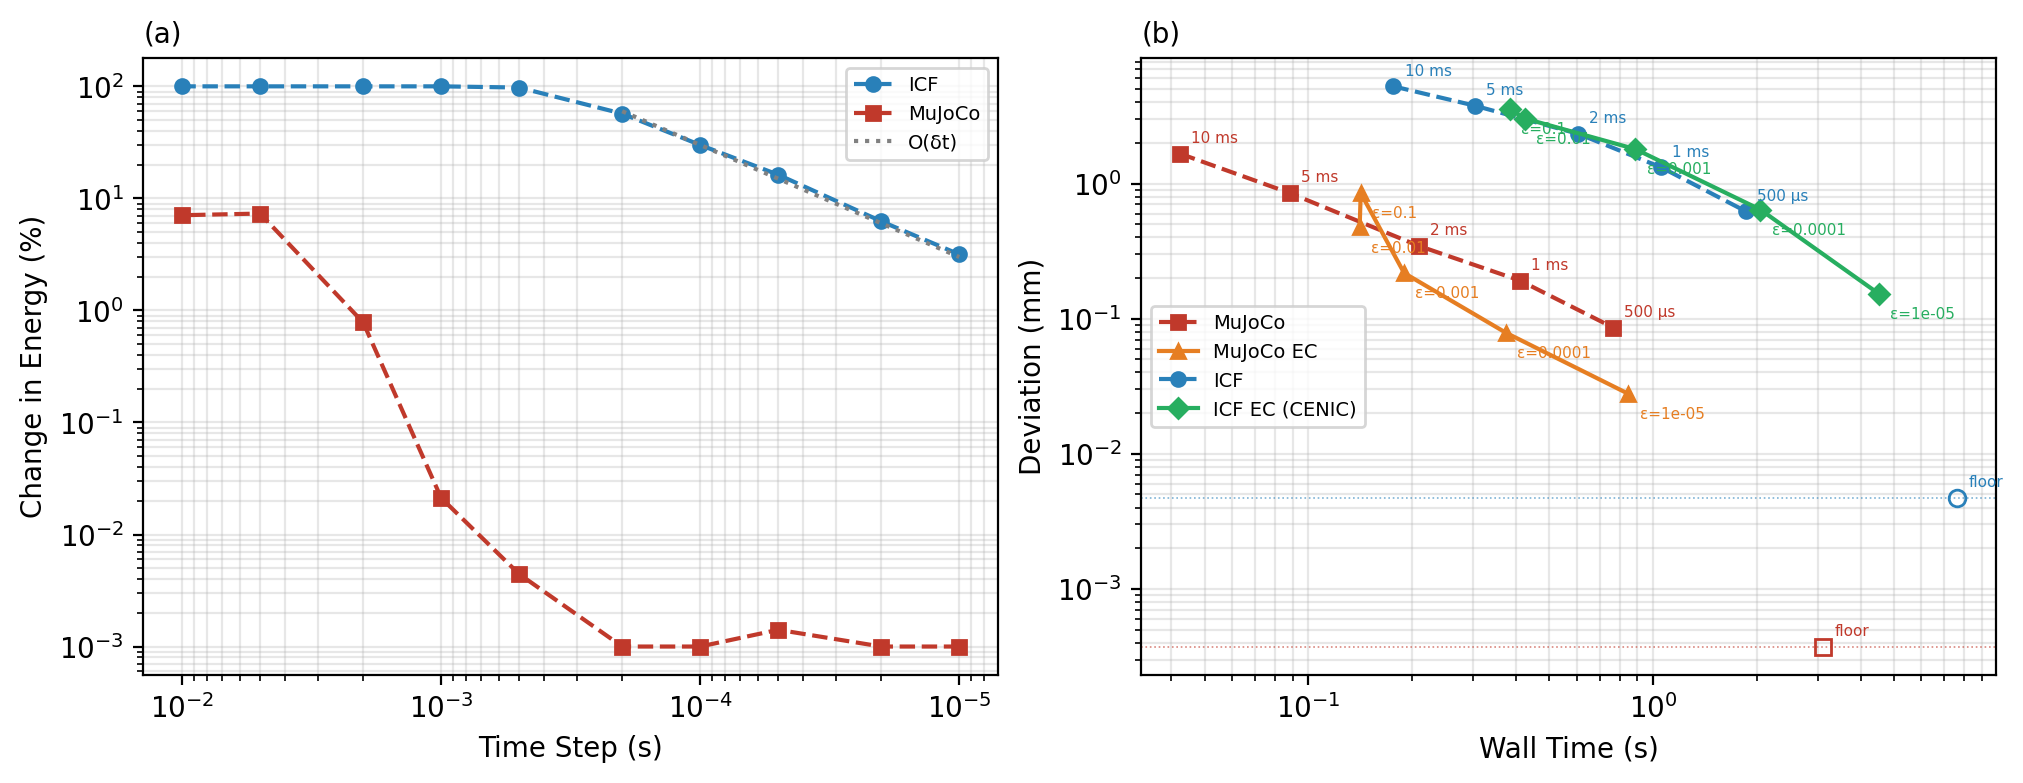 (a)
Change in Energy (%)
10²
10¹
10⁰
10⁻¹
10⁻²
10⁻³
10⁻²
10⁻³
10⁻⁴
10⁻⁵
Time Step (s)
ICF
MuJoCo
O(δt)
(b)
Deviation (mm)
10⁰
10⁻¹
10⁻²
10⁻³
10⁻¹
10⁰
Wall Time (s)
10 ms
5 ms
2 ms
1 ms
500 µs
10 ms
5 ms
2 ms
1 ms
500 µs
ε=0.1
ε=0.01
ε=0.001
ε=0.0001
ε=1e-05
ε=0.1
ε=0.01
ε=0.001
ε=0.0001
ε=1e-05
MuJoCo
MuJoCo EC
ICF
ICF EC (CENIC)
floor
floor